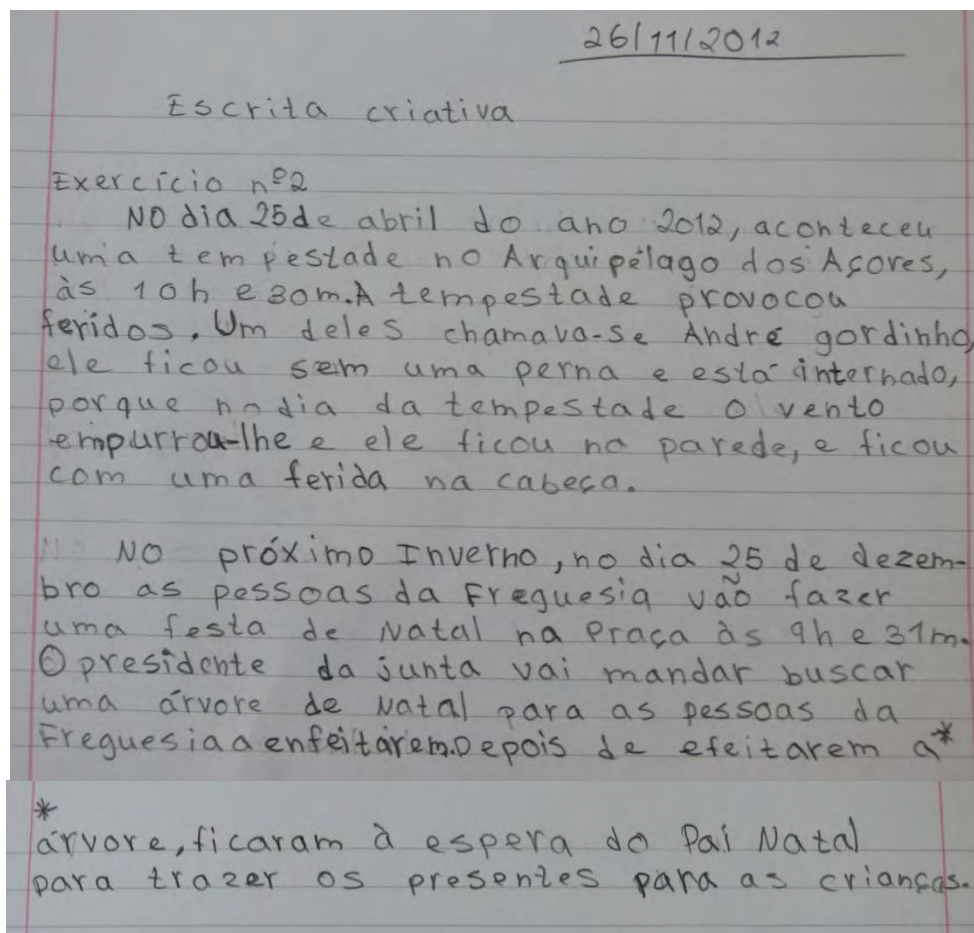 26/11/2012
Escrita criativa
Exercício nº2
No dia 25 de abril do ano 2012, aconteceu
uma tempestade no Arquipélago dos Açores,
às 10h e 30m. A tempestade provocou
feridos. Um deles chamava-se André gordinho,
ele ficou sem uma perna e está internado,
porque no dia da tempestade o vento
empurrou-lhe e ele ficou na parede, e ficou
com uma ferida na cabeça.
No próximo Inverno, no dia 25 de dezem-
bro as pessoas da Freguesia vão fazer
uma festa de Natal na Praça às 9h e 31m.
O presidente da junta vai mandar buscar
uma árvore de Natal para as pessoas da
Freguesia a enfeitarem. Depois de efeitarem a*
*
árvore, ficaram à espera do Pai Natal
para trazer os presentes para as crianças.